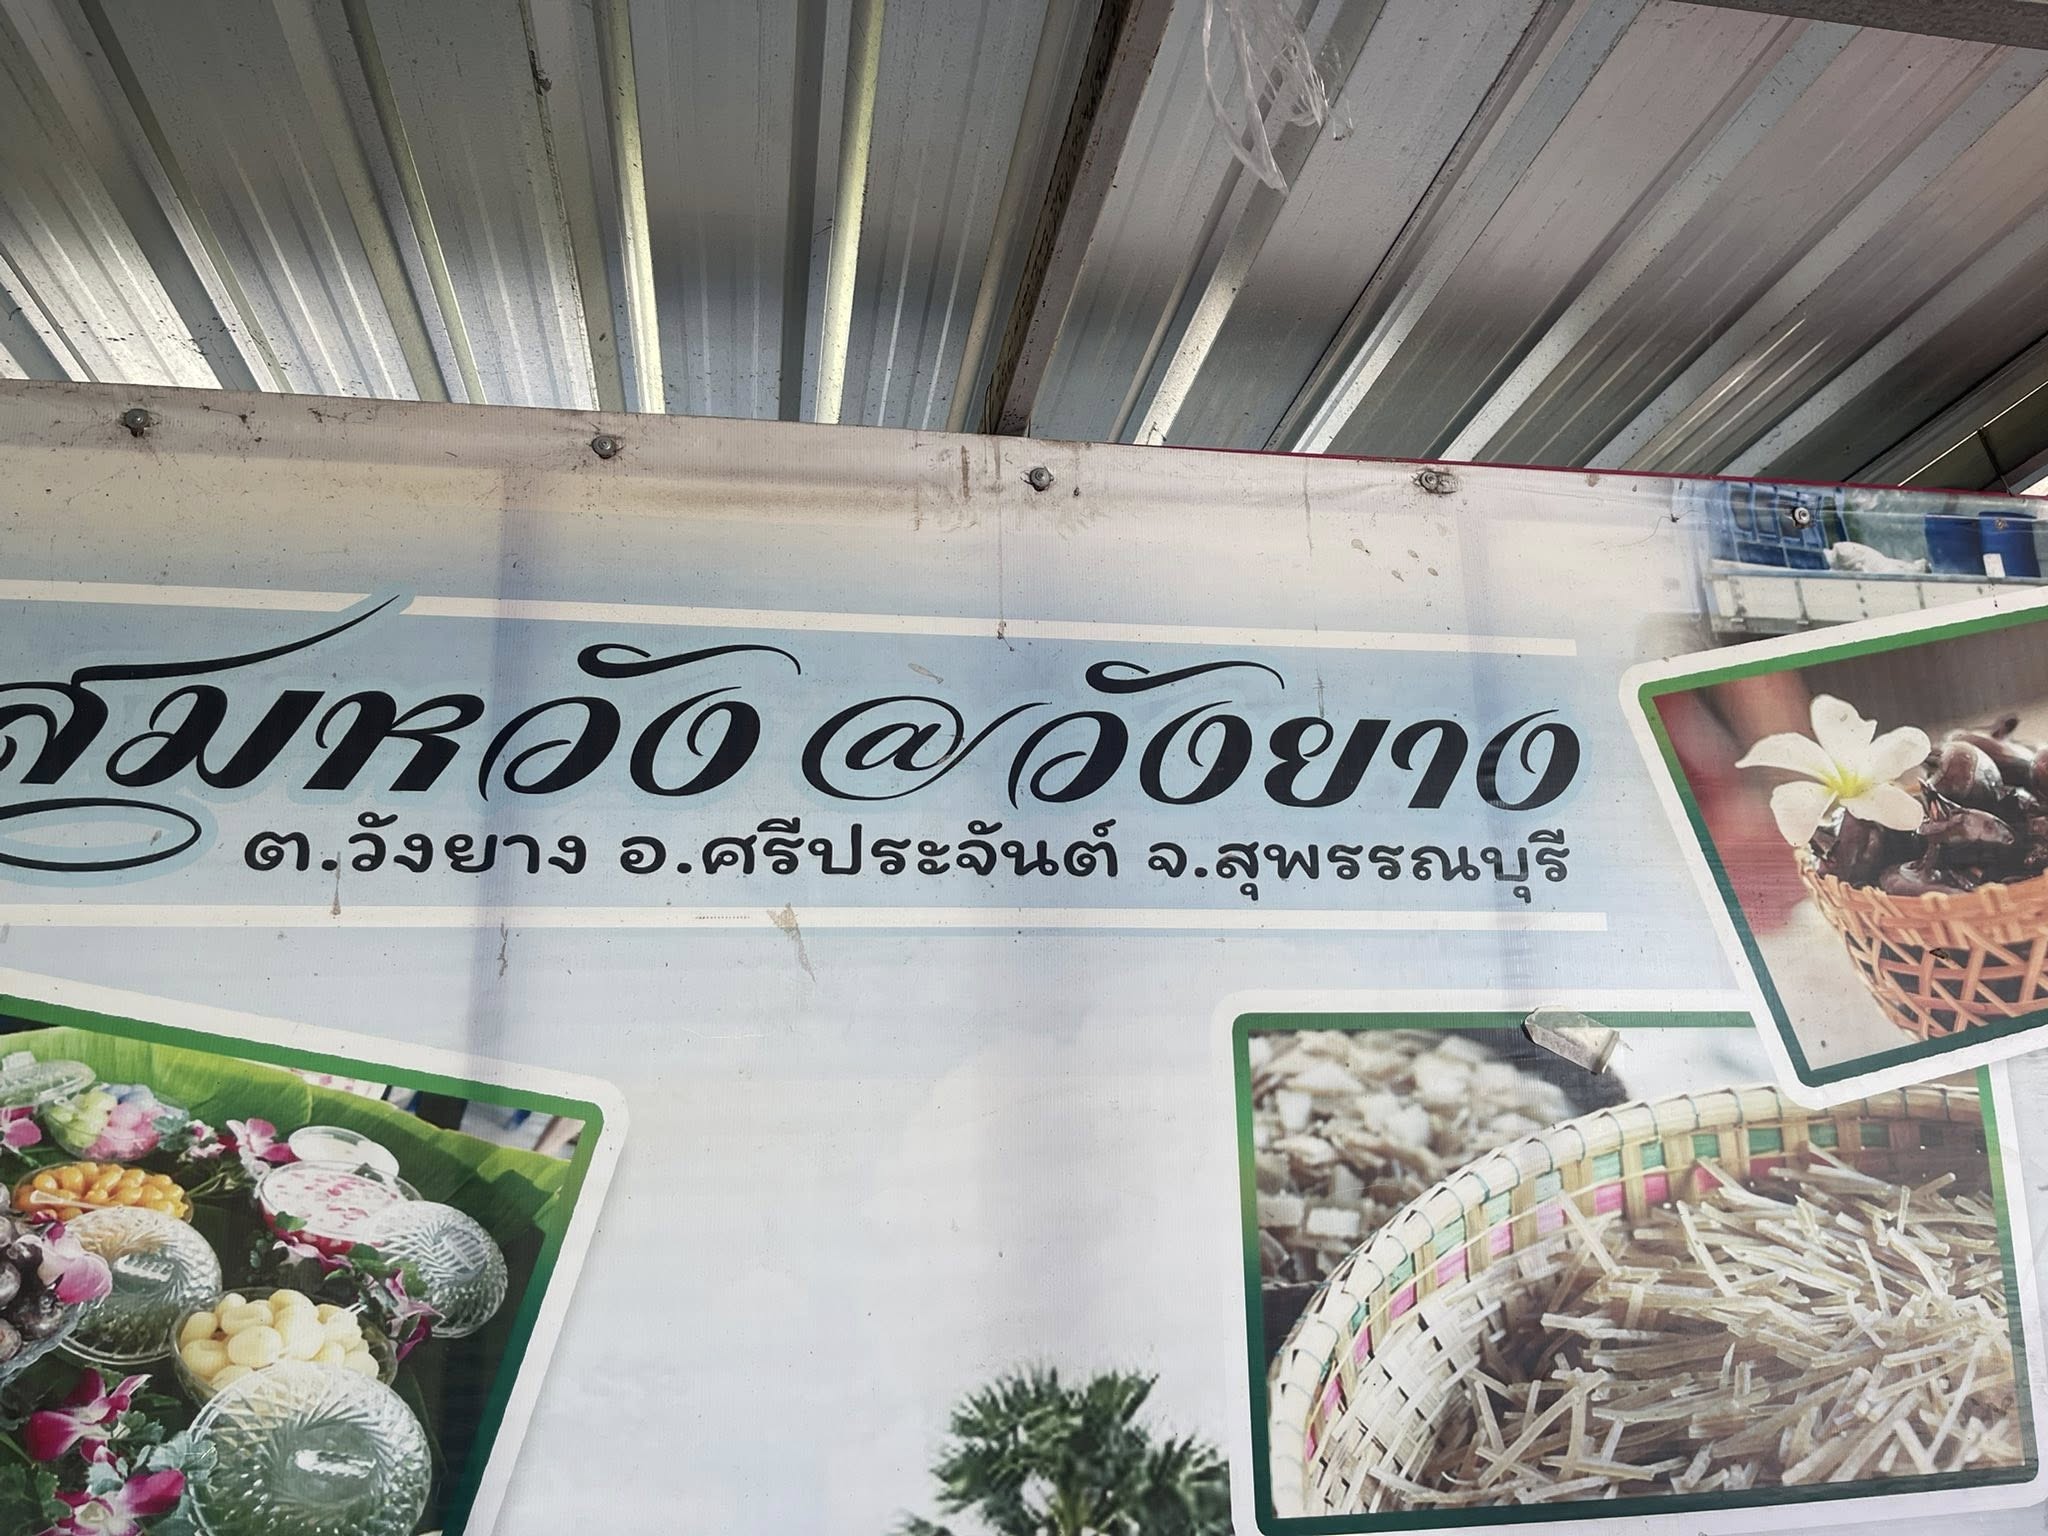 สุมหวัง@วังยาง
ต.วังยาง อ.ศรีประจันต์ จ.สุพรรณบุรี